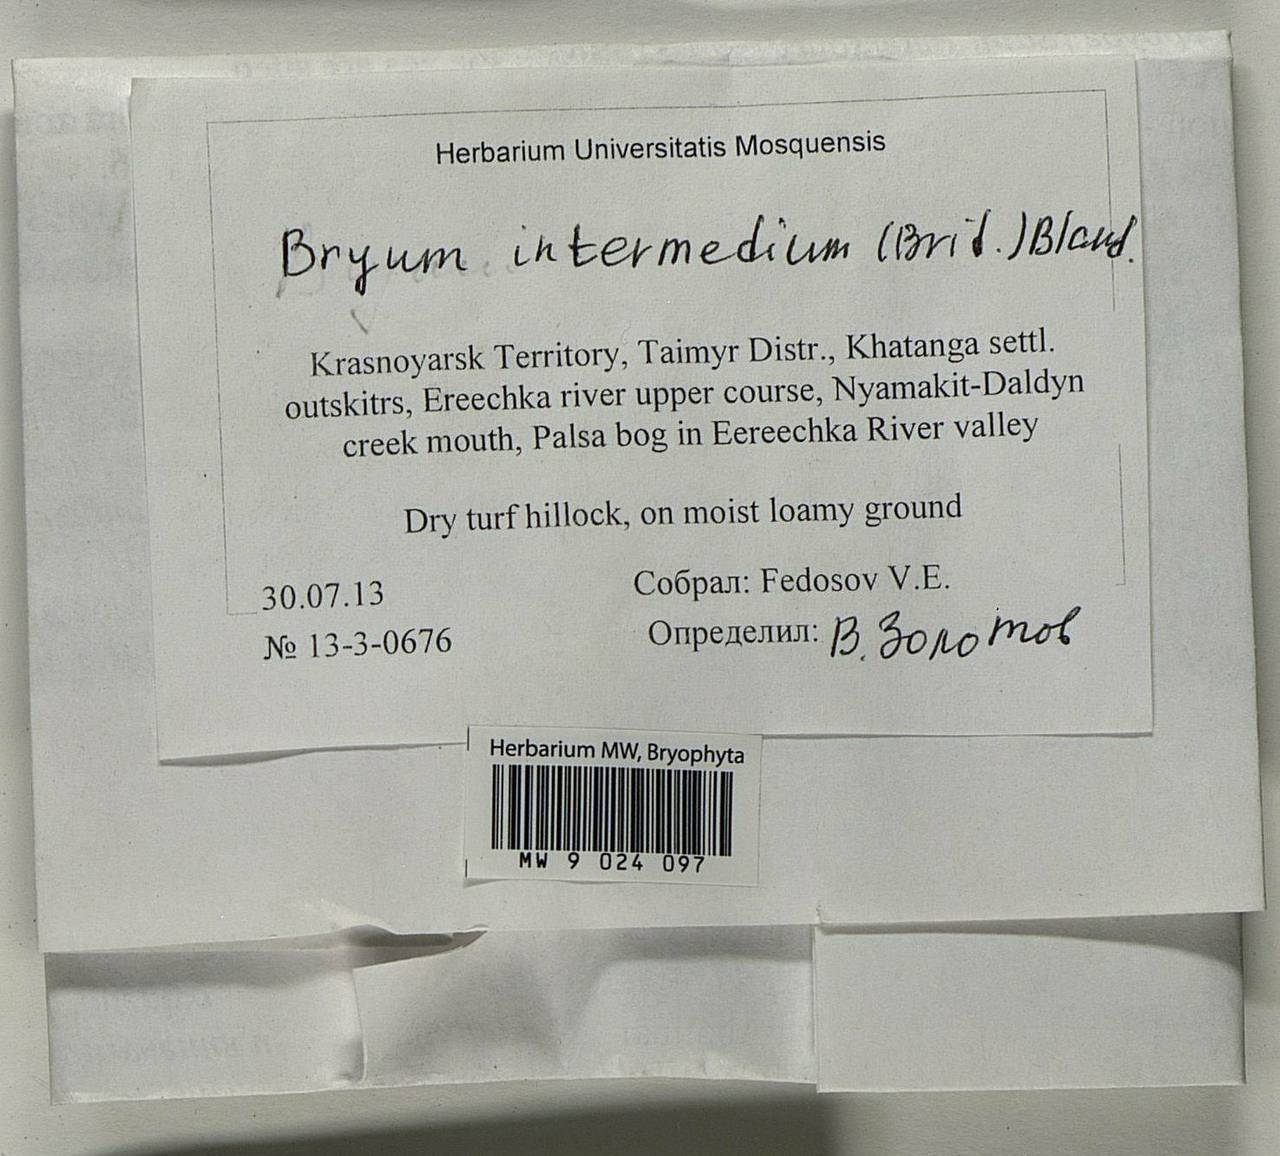 Herbarium Universitatis Mosquensis
Bryum intermedium (Brid.) Bland.
Krasnoyarsk Territory, Taimyr Distr., Khatanga settl.
outskitrs, Ereechka river upper course, Nyamakit-Daldyn
creek mouth, Palsa bog in Eereechka River valley
Dry turf hillock, on moist loamy ground
30.07.13
Собрал: Fedosov V.E.
№ 13-3-0676
Определил: В. Золотов
Herbarium MW, Bryophyta
MW 9 024 097